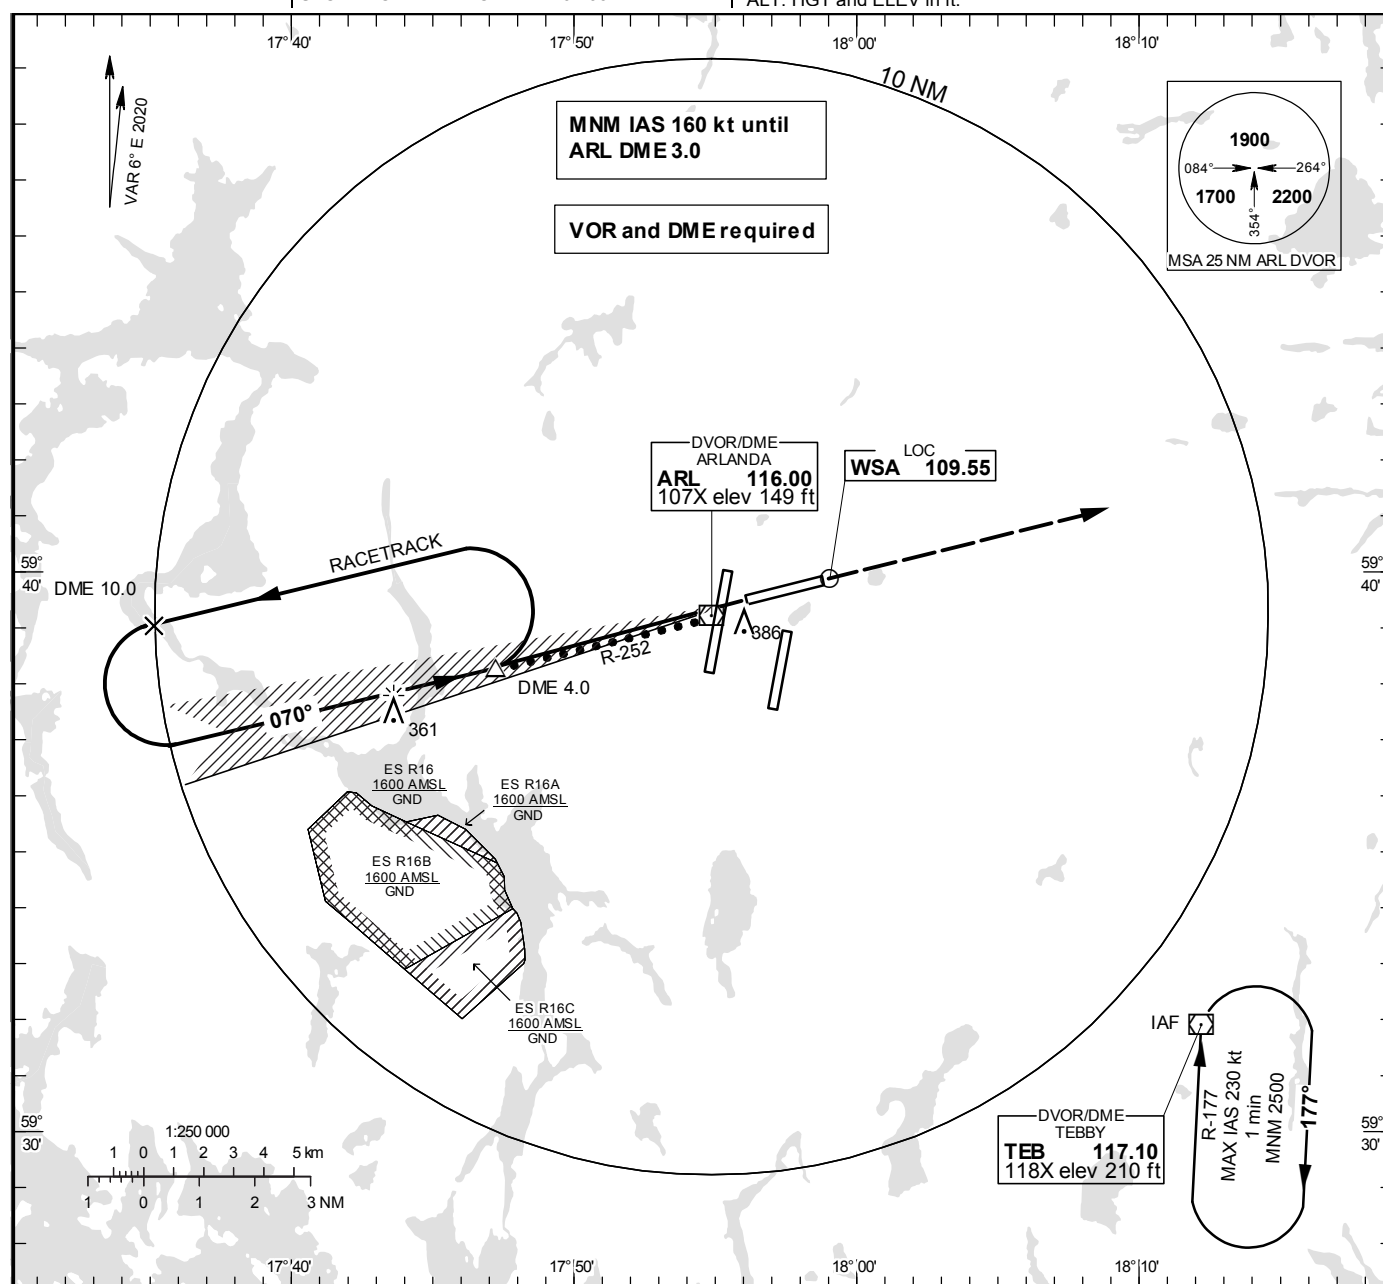 ALT. HGT and ELEV in ft.
17°40'
17°50'
18°00'
18°10'
10 NM
VAR 6° E 2020
MNM IAS 160 kt until
ARL DME 3.0
VOR and DME required
1900
084°
264°
1700
2200
354°
MSA 25 NM ARL DVOR
DVOR/DME
ARLANDA
ARL 116.00
107X elev 149 ft
LOC
WSA 109.55
59°
40'
59°
40'
RACETRACK
DME 10.0
386
R-252
DME 4.0
070°
361
ES R16
1600 AMSL
GND
ES R16A
1600 AMSL
GND
ES R16B
1600 AMSL
GND
ES R16C
1600 AMSL
GND
IAF
R-177
MAX IAS 230 kt
1 min
MNM 2500
177°
DVOR/DME
TEBBY
TEB 117.10
118X elev 210 ft
59°
30'
59°
30'
1:250 000
1 0 1 2 3 4 5 km
1 0 1 2 3 NM
17°40'
17°50'
18°00'
18°10'